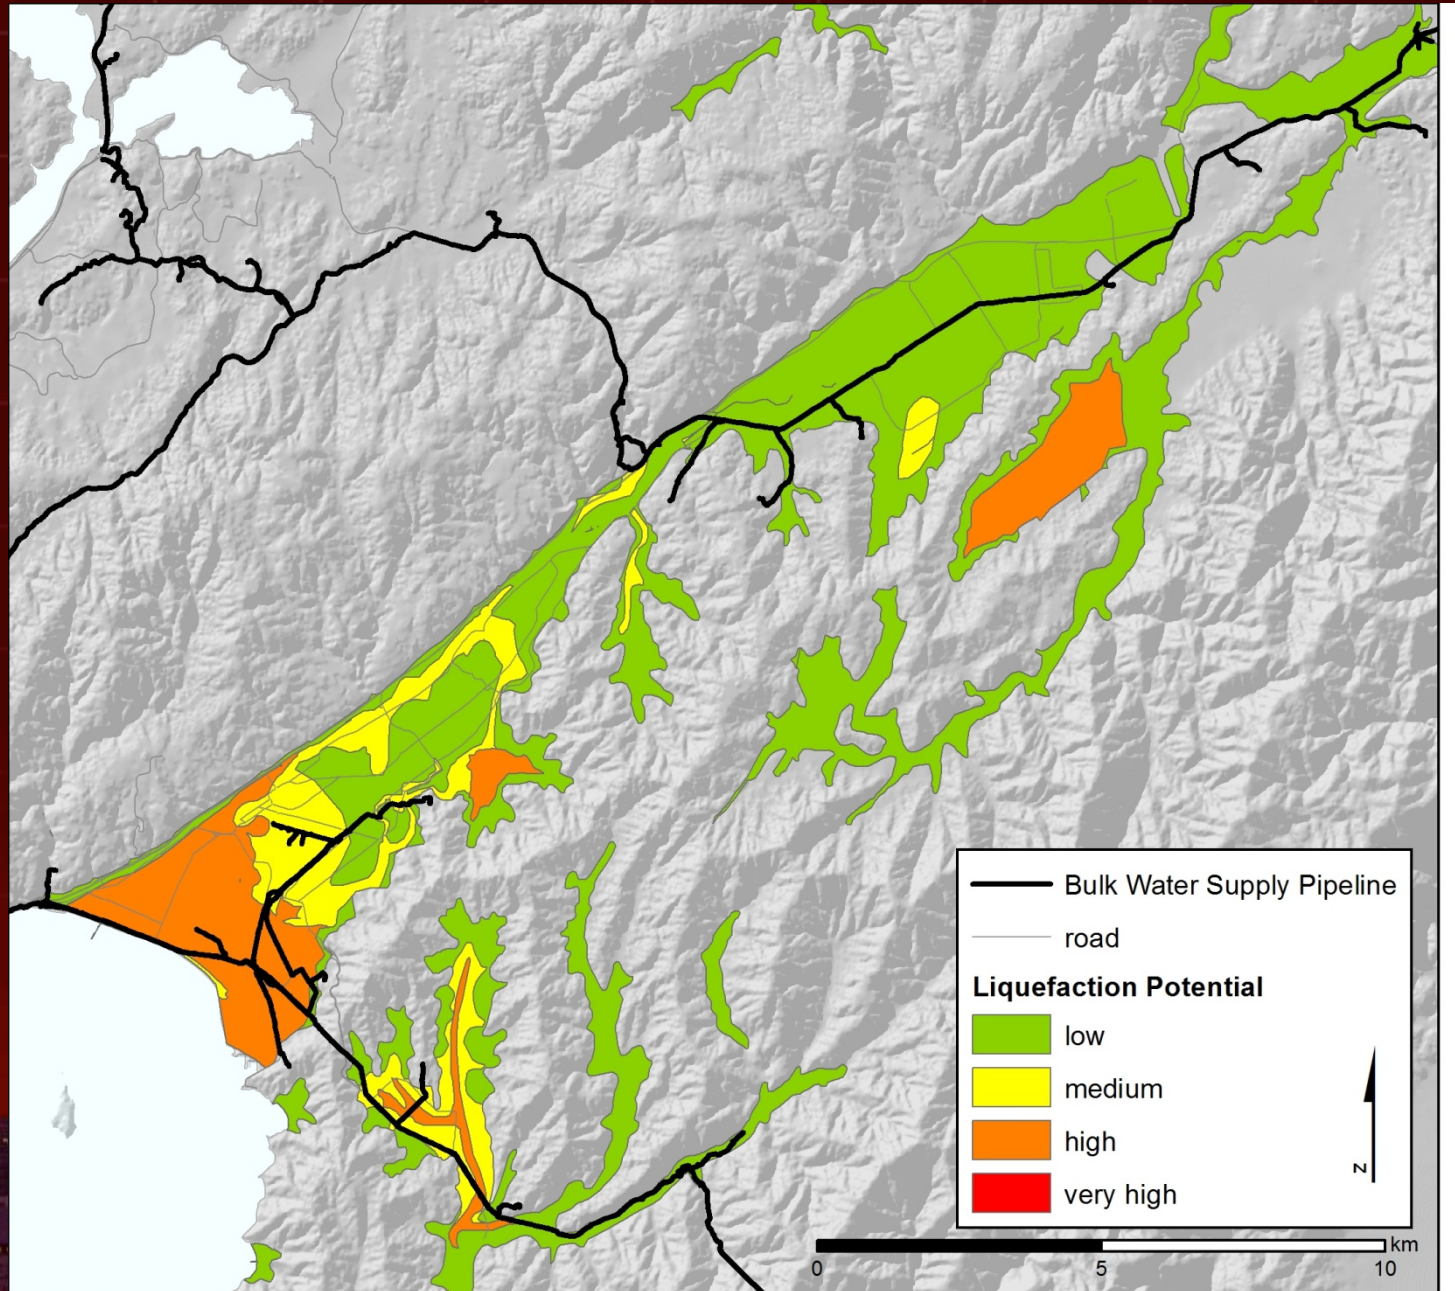 Bulk Water Supply Pipeline
road
Liquefaction Potential
low
medium
high
very high
N
km
0 5 10